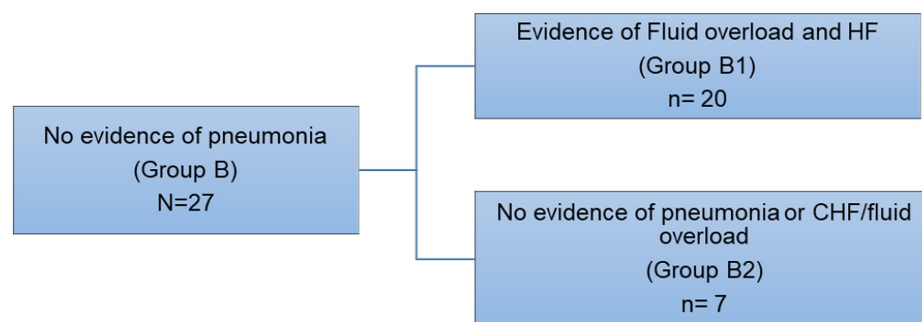 Evidence of Fluid overload and HF
(Group B1)
n= 20
No evidence of pneumonia
(Group B)
N=27
No evidence of pneumonia or CHF/fluid
overload
(Group B2)
n= 7